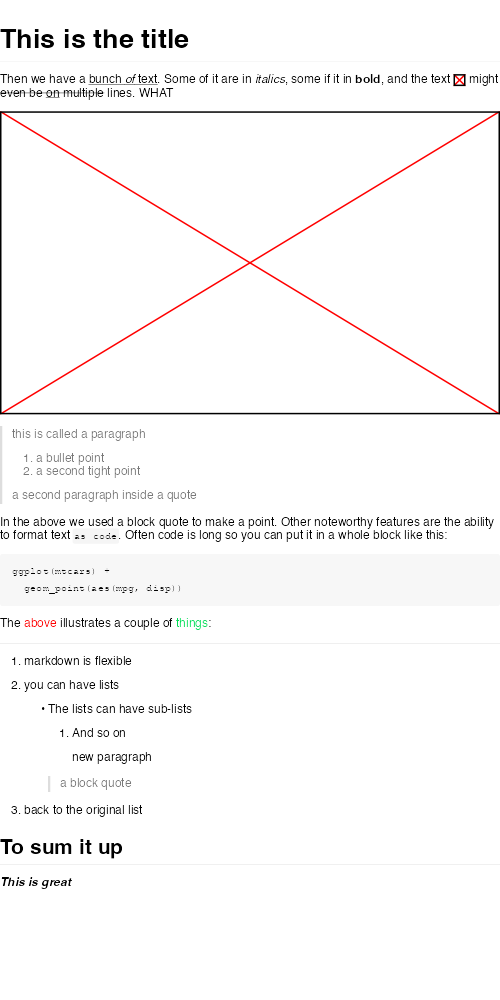 This is the title
Then we have a bunch of text. Some of it are in italics, some if it in bold, and the text might
even be on multiple lines. WHAT
this is called a paragraph
1. a bullet point
2. a second tight point
a second paragraph inside a quote
In the above we used a block quote to make a point. Other noteworthy features are the ability
to format text as code. Often code is long so you can put it in a whole block like this:
ggplot(mtcars) +
geom_point(aes(mpg, disp))
The above illustrates a couple of things:
1. markdown is flexible
2. you can have lists
• The lists can have sub-lists
1. And so on
new paragraph
a block quote
3. back to the original list
To sum it up
This is great